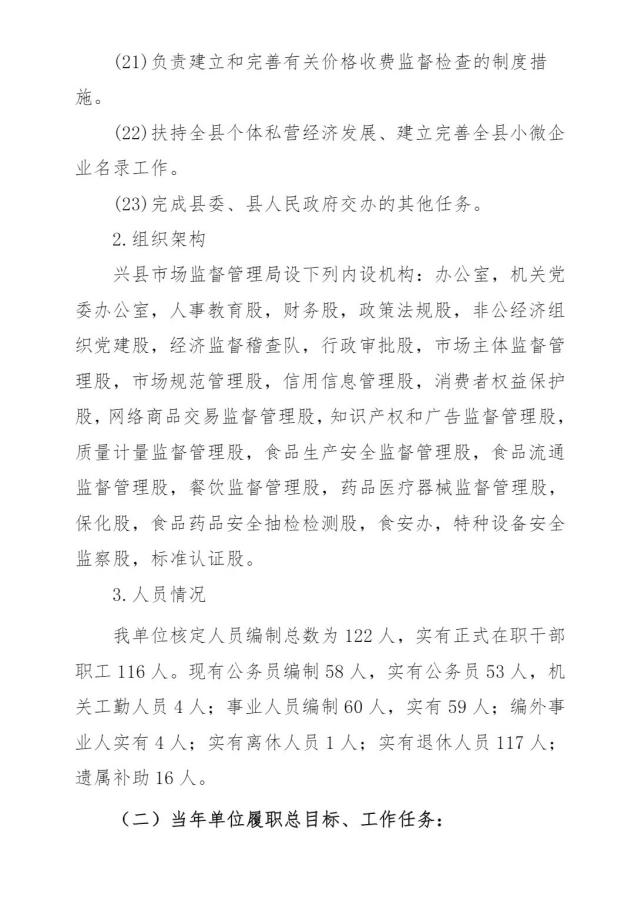 (21)负责建立和完善有关价格收费监督检查的制度措
施。
(22)扶持全县个体私营经济发展、建立完善全县小微企
业名录工作。
(23)完成县委、县人民政府交办的其他任务。
2.组织架构
兴县市场监督管理局设下列内设机构：办公室，机关党
委办公室，人事教育股，财务股，政策法规股，非公经济组
织党建股，经济监督稽查队，行政审批股，市场主体监督管
理股，市场规范管理股，信用信息管理股，消费者权益保护
股，网络商品交易监督管理股，知识产权和广告监督管理股，
质量计量监督管理股，食品生产安全监督管理股，食品流通
监督管理股，餐饮监督管理股，药品医疗器械监督管理股，
保化股，食品药品安全抽检检测股，食安办，特种设备安全
监察股，标准认证股。
3.人员情况
我单位核定人员编制总数为122人，实有正式在职干部
职工116人。现有公务员编制58人，实有公务员53人，机
关工勤人员4人；事业人员编制60人，实有59人；编外事
业人实有4人；实有离休人员1人；实有退休人员117人；
遗属补助16人。
（二）当年单位履职总目标、工作任务：